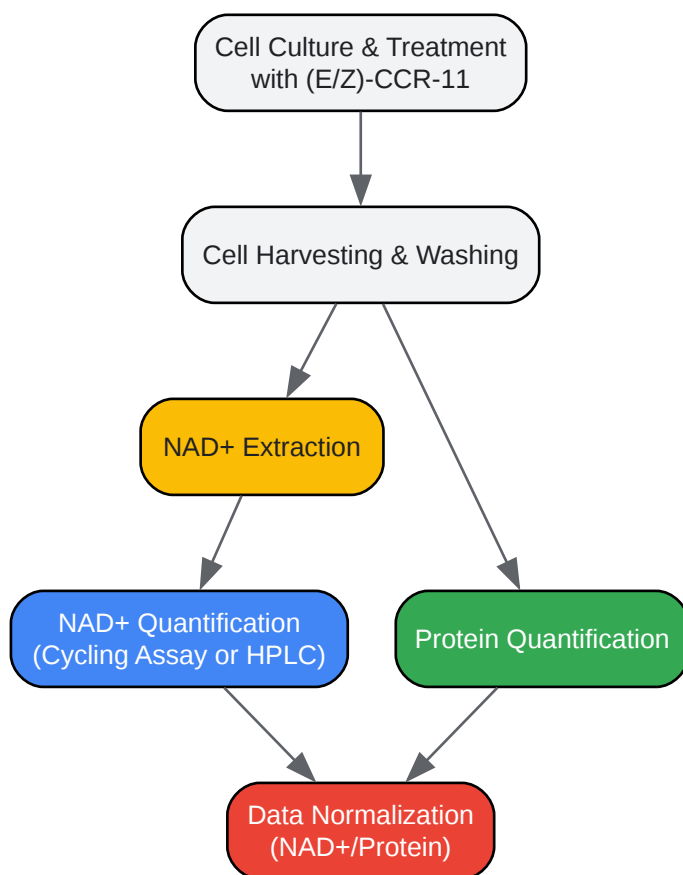 Cell Culture & Treatment
with (E/Z)-CCR-11
Cell Harvesting & Washing
NAD+ Extraction
NAD+ Quantification
(Cycling Assay or HPLC)
Protein Quantification
Data Normalization
(NAD+/Protein)